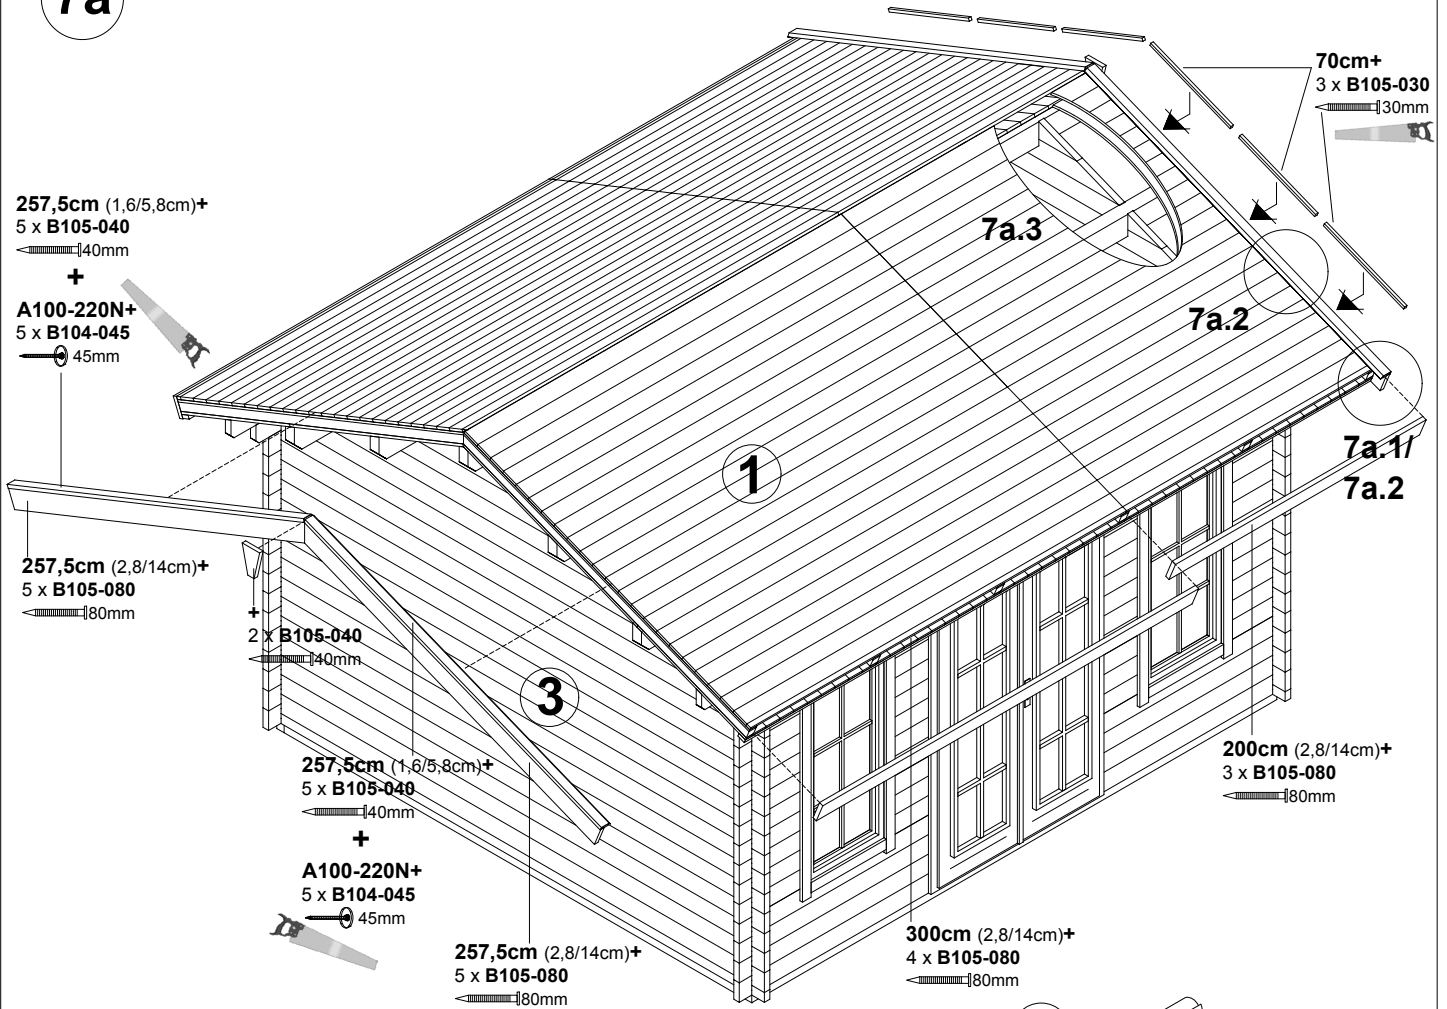 7a
70cm+
3 x B105-030
30mm
257,5cm (1,6/5,8cm)+
5 x B105-040
40mm
+
A100-220N+
5 x B104-045
45mm
7a.3
7a.2
7a.1/
7a.2
1
257,5cm (2,8/14cm)+
5 x B105-080
80mm
+
2 x B105-040
40mm
3
257,5cm (1,6/5,8cm)+
5 x B105-040
40mm
+
A100-220N+
5 x B104-045
45mm
257,5cm (2,8/14cm)+
5 x B105-080
80mm
200cm (2,8/14cm)+
3 x B105-080
80mm
300cm (2,8/14cm)+
4 x B105-080
80mm